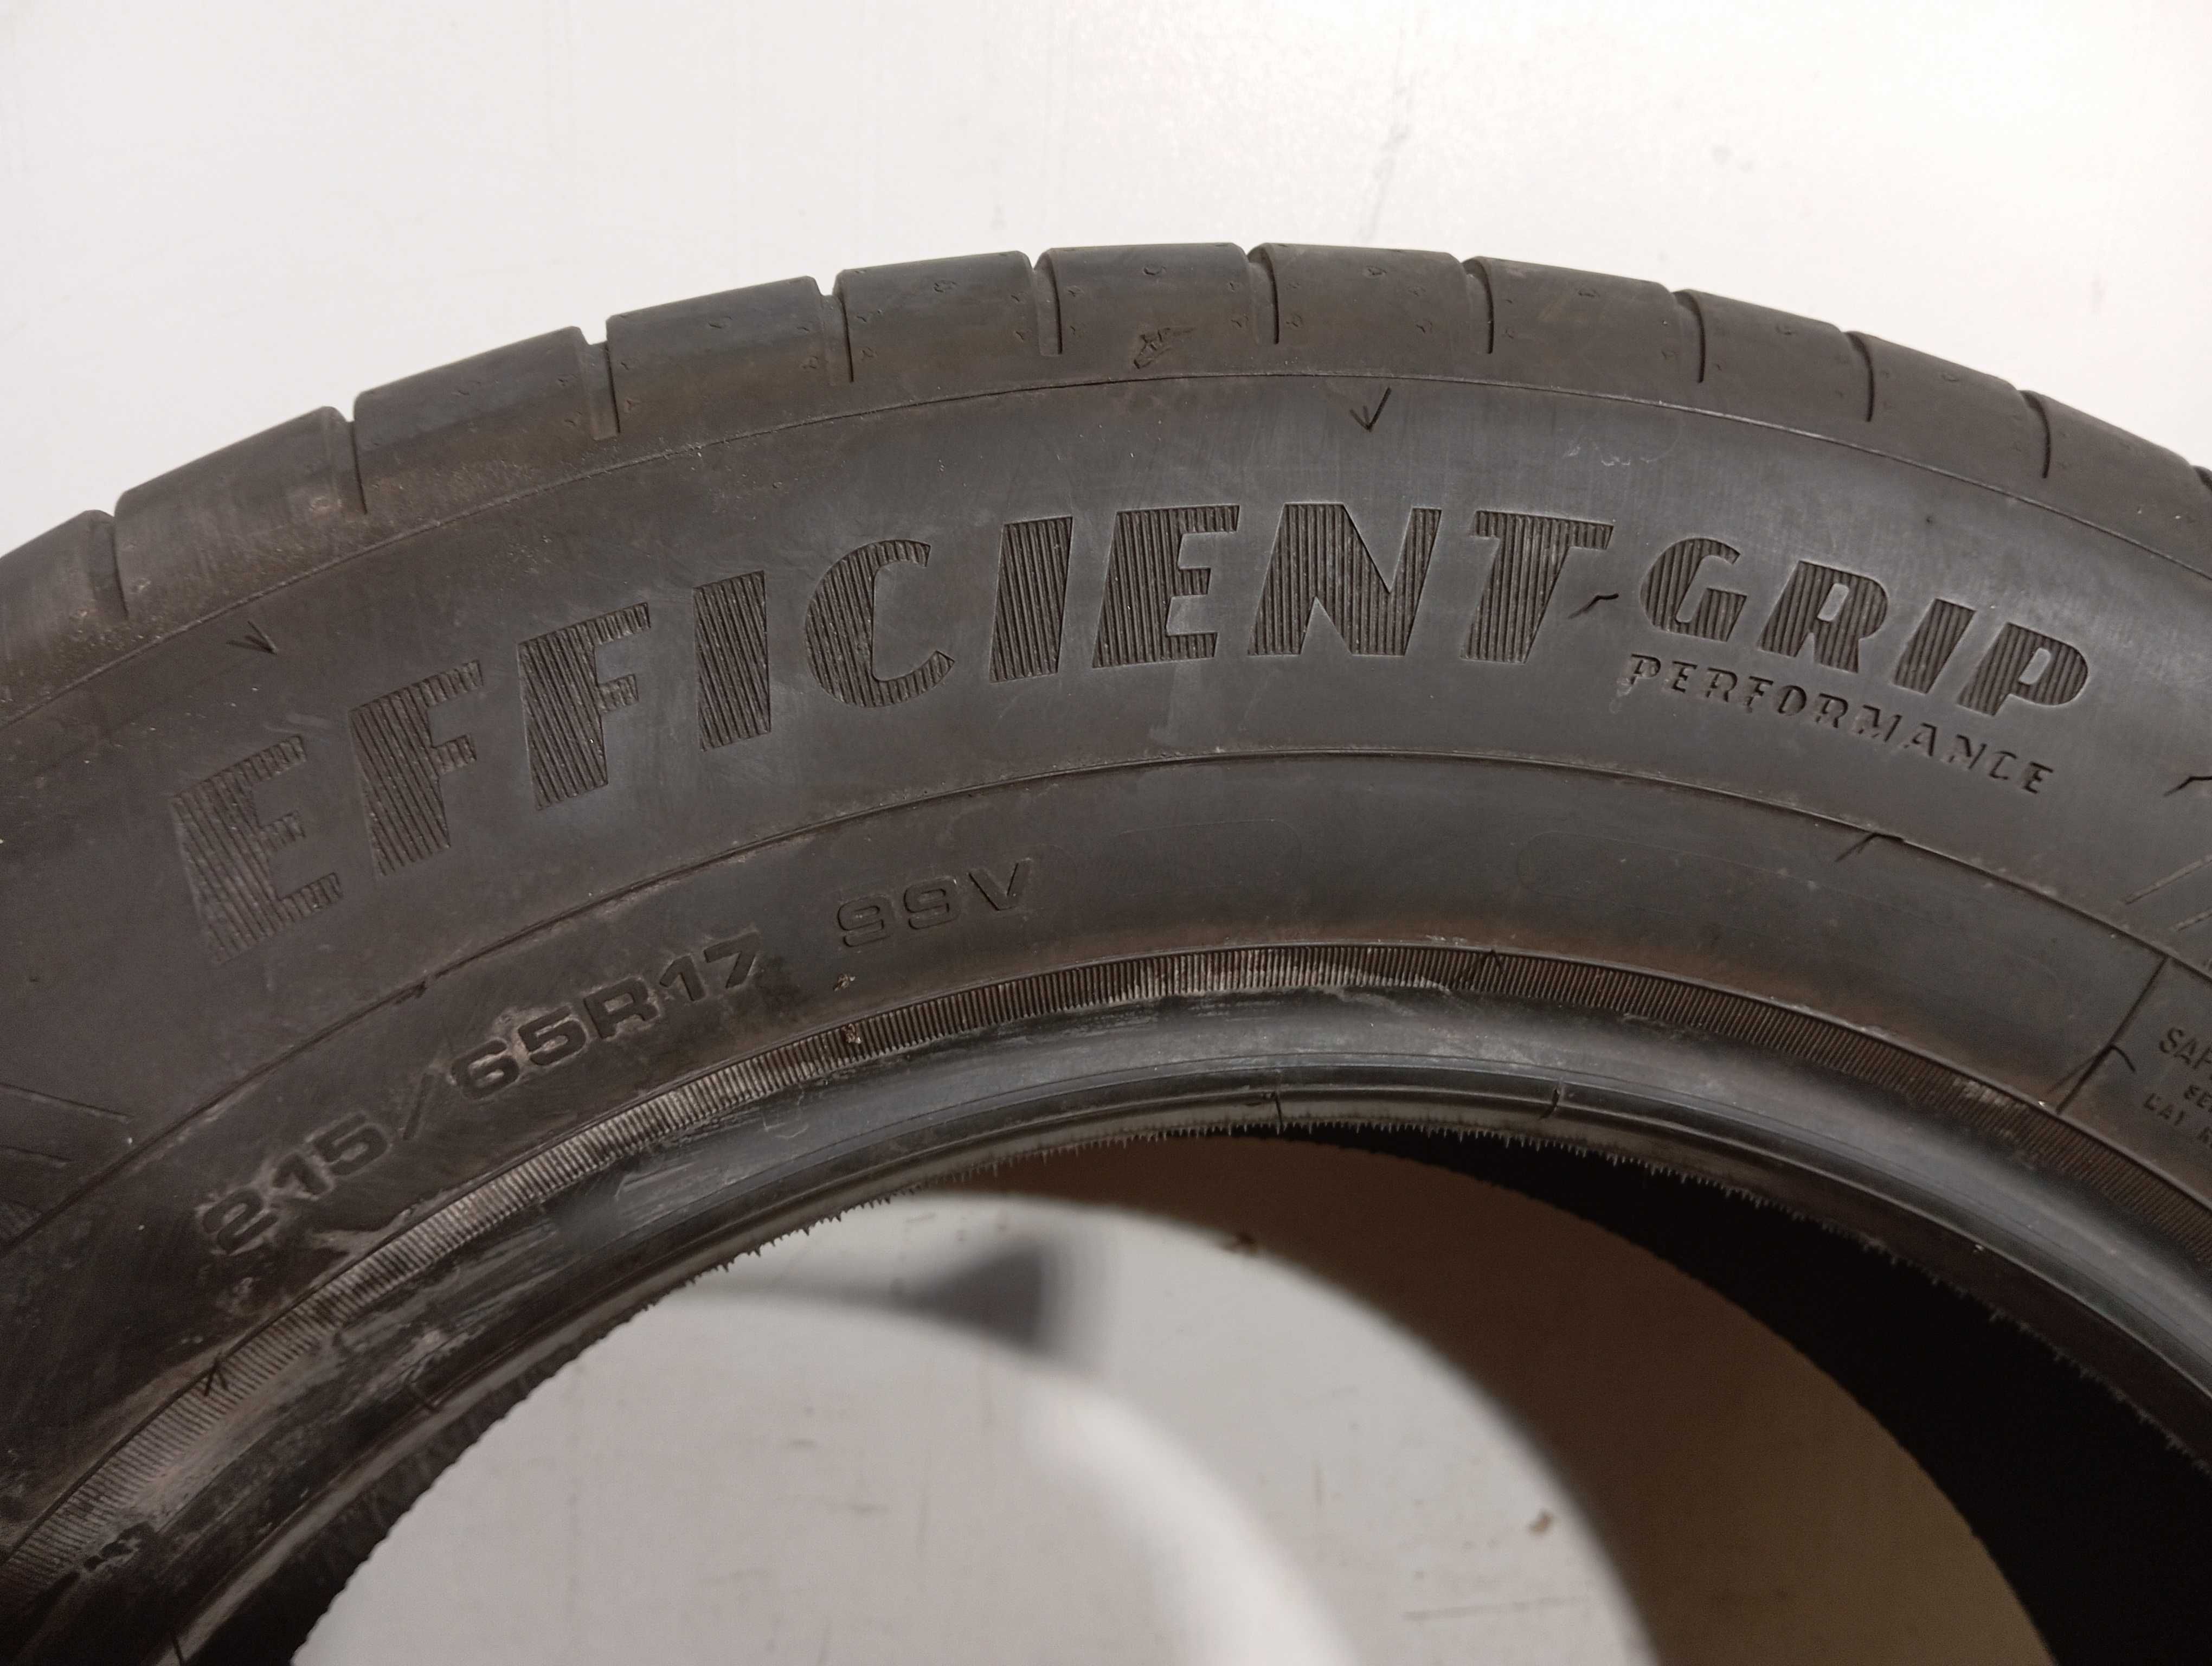 EFFICIENTGRIP
PERFORMANCE
215/65R17 99V